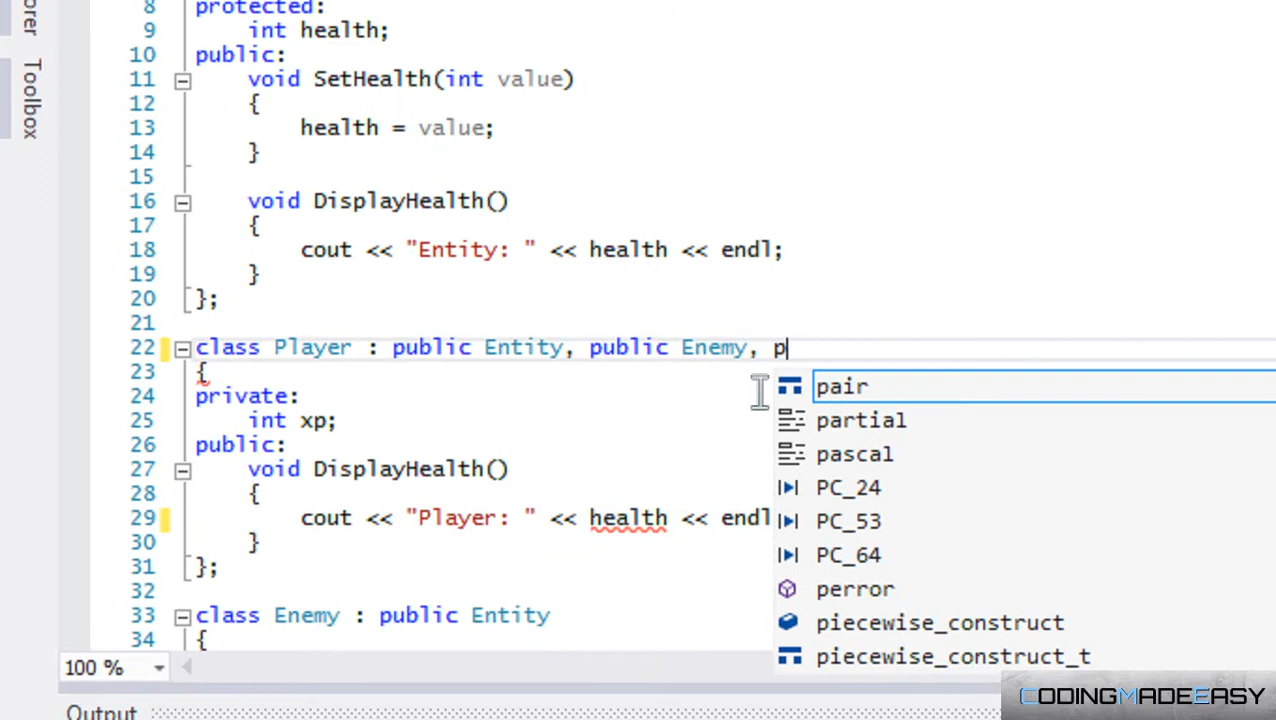 orer
Toolbox
8 protected:
9 int health;
10 public:
11 void SetHealth(int value)
12 {
13 health = value;
14 }
15
16 void DisplayHealth()
17 {
18 cout << "Entity: " << health << endl;
19 }
20 };
21
22 class Player : public Entity, public Enemy, p
23 {
24 private:
25 int xp;
26 public:
27 void DisplayHealth()
28 {
29 cout << "Player: " << health << endl
30 }
31 };
32
33 class Enemy : public Entity
34 {
pair
partial
pascal
PC_24
PC_53
PC_64
perror
piecewise_construct
piecewise_construct_t
100 %
Output
CODINGMADEEASY